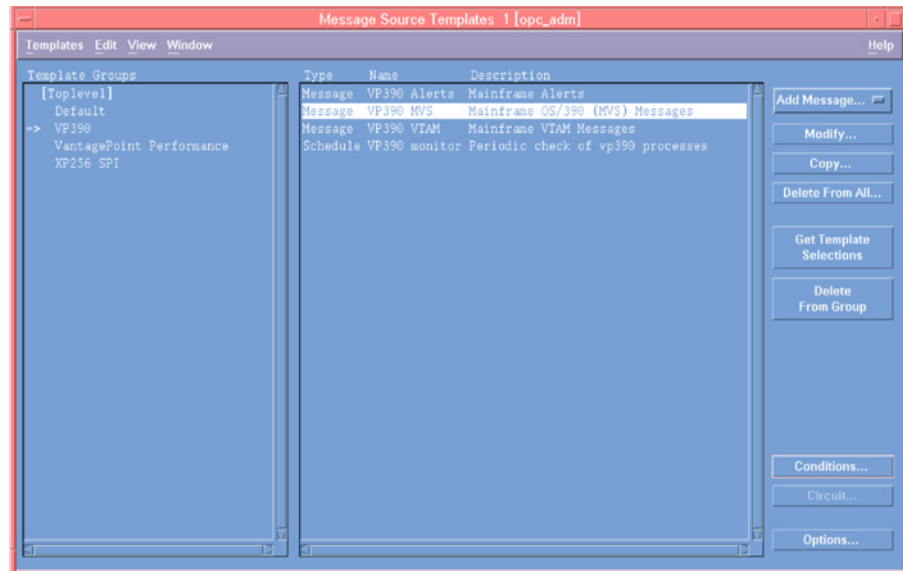 Message Source Templates 1 [opc_adm]
Templates Edit View Window Help
Template Groups
[Toplevel]
Default
=> VP390
VantagePoint Performance
XP256 SPI
Type Name Description
Message VP390 Alerts Mainframe Alerts
Message VP390 MVS Mainframe OS/390 (MVS) Messages
Message VP390 VTAM Mainframe VTAM Messages
Schedule VP390 monitor Periodic check of vp390 processes
Add Message...
Modify...
Copy...
Delete From All...
Get Template
Selections
Delete
From Group
Conditions...
Circuit...
Options...